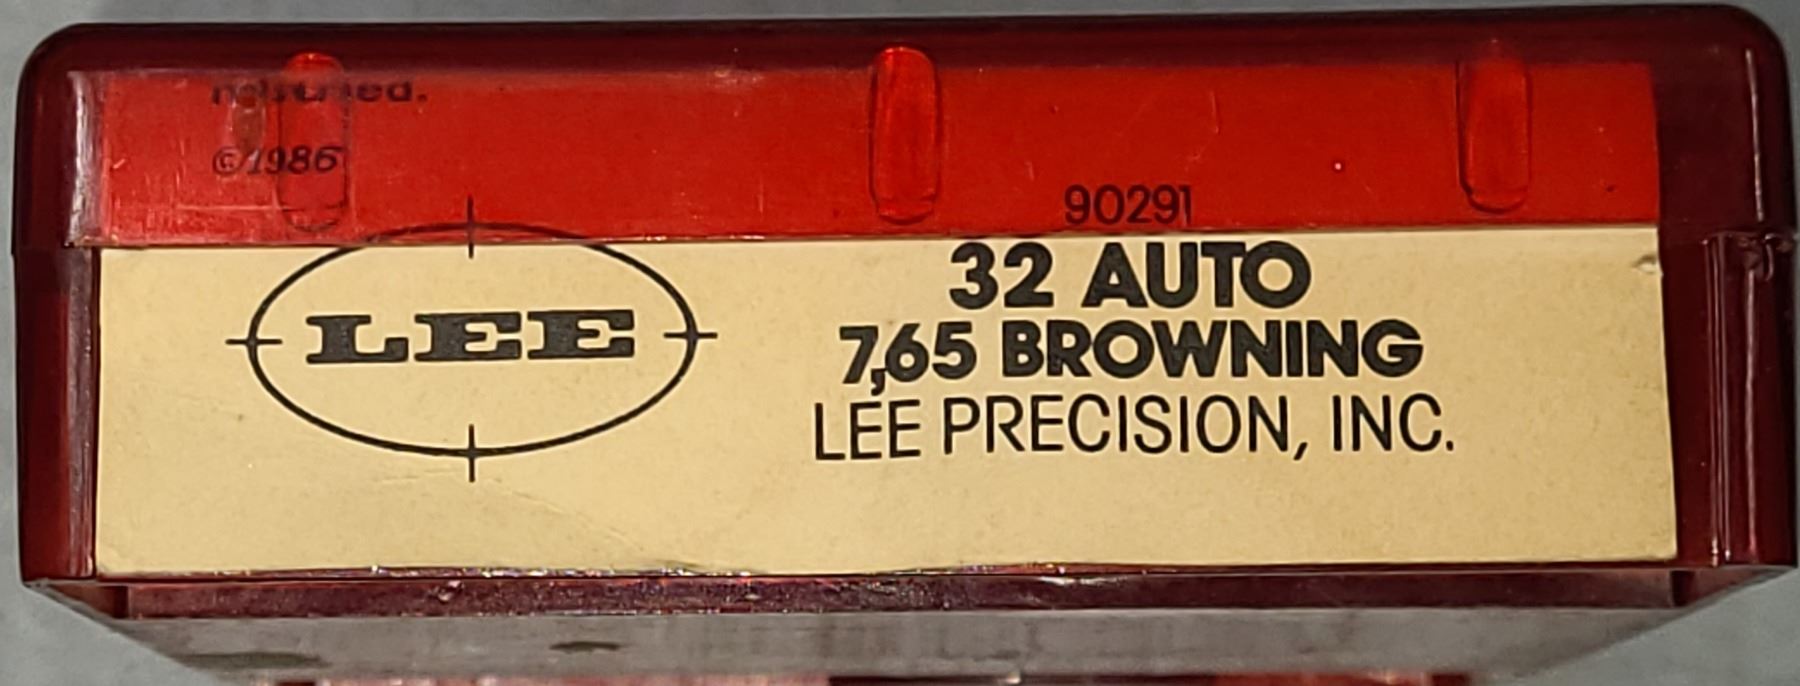 ©1986
90291
LEE
32 AUTO
7,65 BROWNING
LEE PRECISION, INC.